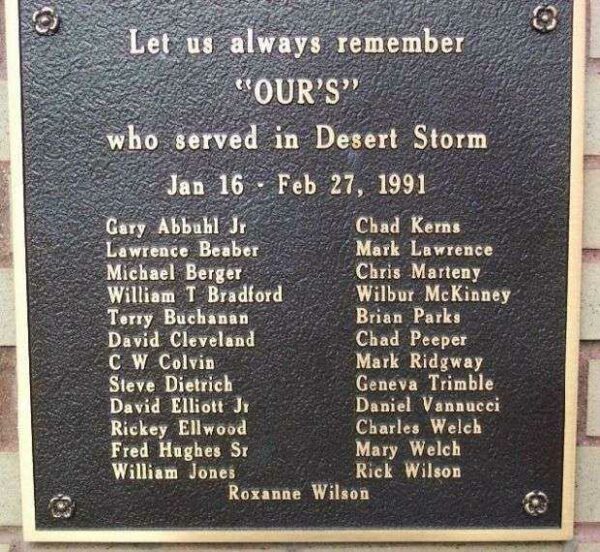 Let us always remember
“OUR'S”
who served in Desert Storm
Jan 16 - Feb 27, 1991
Gary Abbuhl Jr
Lawrence Beaber
Michael Berger
William T Bradford
Terry Buchanan
David Cleveland
C W Colvin
Steve Dietrich
David Elliott Jr
Rickey Ellwood
Fred Hughes Sr
William Jones
Chad Kerns
Mark Lawrence
Chris Marteny
Wilbur McKinney
Brian Parks
Chad Peeper
Mark Ridgway
Geneva Trimble
Daniel Vannucci
Charles Welch
Mary Welch
Rick Wilson
Roxanne Wilson